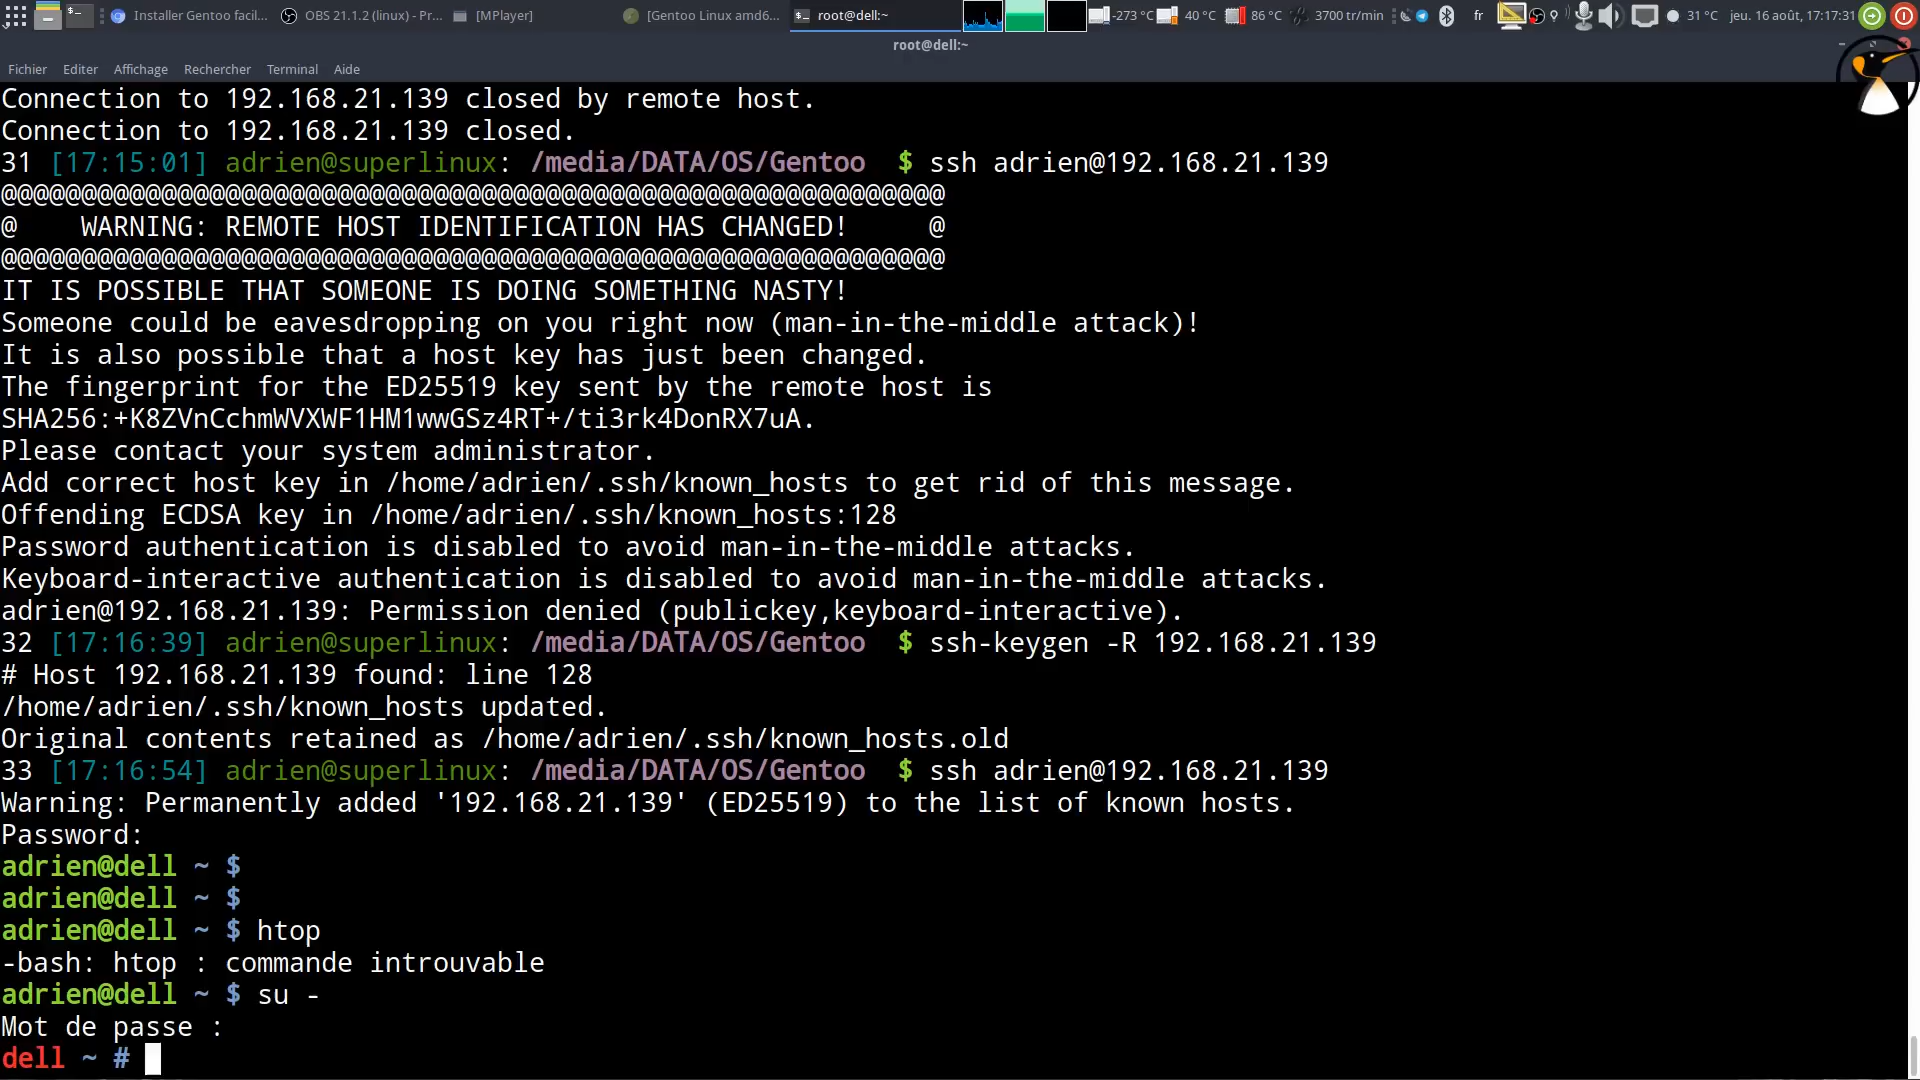 Installer Gentoo facil...
OBS 21.1.2 (linux) - Pr...
[MPlayer]
[Gentoo Linux amd6...
root@dell:~
-273 °C
40 °C
86 °C
3700 tr/min
fr
31 °C
jeu. 16 août, 17:17:31
root@dell:~
Fichier Editer Affichage Rechercher Terminal Aide
Connection to 192.168.21.139 closed by remote host.
Connection to 192.168.21.139 closed.
31 [17:15:01] adrien@superlinux: /media/DATA/OS/Gentoo $ ssh adrien@192.168.21.139
@@@@@@@@@@@@@@@@@@@@@@@@@@@@@@@@@@@@@@@@@@@@@@@@@@@@@@@@@@@
@    WARNING: REMOTE HOST IDENTIFICATION HAS CHANGED!     @
@@@@@@@@@@@@@@@@@@@@@@@@@@@@@@@@@@@@@@@@@@@@@@@@@@@@@@@@@@@
IT IS POSSIBLE THAT SOMEONE IS DOING SOMETHING NASTY!
Someone could be eavesdropping on you right now (man-in-the-middle attack)!
It is also possible that a host key has just been changed.
The fingerprint for the ED25519 key sent by the remote host is
SHA256:+K8ZVnCchmWVXWF1HM1wwGSz4RT+/ti3rk4DonRX7uA.
Please contact your system administrator.
Add correct host key in /home/adrien/.ssh/known_hosts to get rid of this message.
Offending ECDSA key in /home/adrien/.ssh/known_hosts:128
Password authentication is disabled to avoid man-in-the-middle attacks.
Keyboard-interactive authentication is disabled to avoid man-in-the-middle attacks.
adrien@192.168.21.139: Permission denied (publickey,keyboard-interactive).
32 [17:16:39] adrien@superlinux: /media/DATA/OS/Gentoo $ ssh-keygen -R 192.168.21.139
# Host 192.168.21.139 found: line 128
/home/adrien/.ssh/known_hosts updated.
Original contents retained as /home/adrien/.ssh/known_hosts.old
33 [17:16:54] adrien@superlinux: /media/DATA/OS/Gentoo $ ssh adrien@192.168.21.139
Warning: Permanently added '192.168.21.139' (ED25519) to the list of known hosts.
Password:
adrien@dell ~ $
adrien@dell ~ $
adrien@dell ~ $ htop
-bash: htop : commande introuvable
adrien@dell ~ $ su -
Mot de passe :
dell ~ #